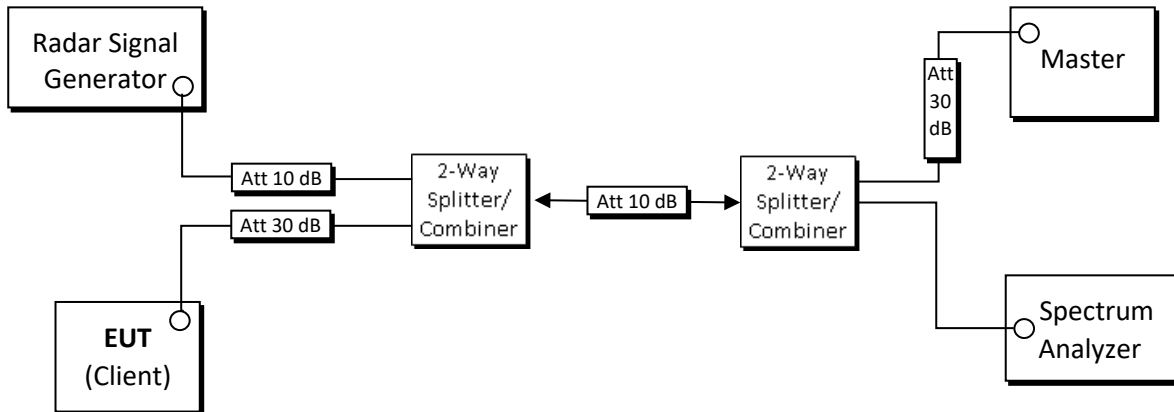 Radar Signal
Generator
Att 10 dB
Att 30 dB
EUT
(Client)
2-Way
Splitter/
Combiner
Att 10 dB
2-Way
Splitter/
Combiner
Att
30
dB
Master
Spectrum
Analyzer